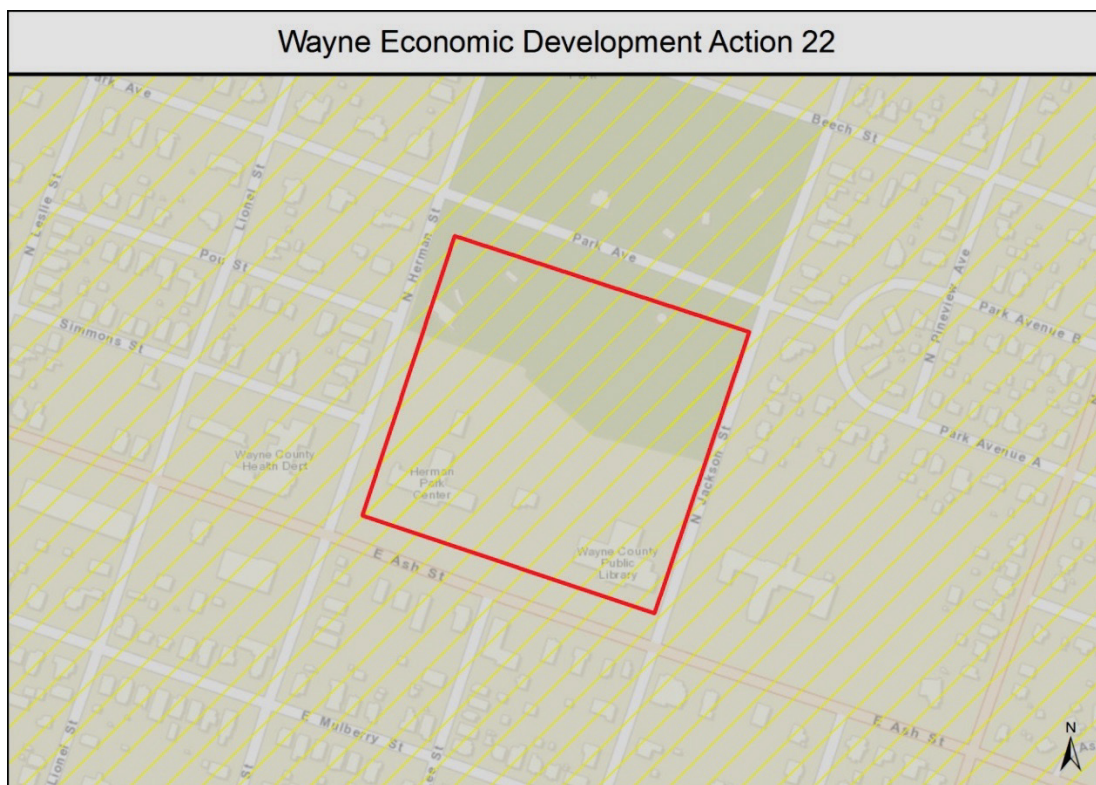 Wayne Economic Development Action 22
Park Ave
Beech St
N Leslie St
Lionel St
N Herman St
Park Ave
Pou St
N Pineview Ave
Park Avenue B
Simmons St
Park Avenue A
Wayne County
Health Dept
Herman
Park
Center
N Jackson St
Wayne County
Public
Library
E Ash St
E Mulberry St
E Ash St
Lionel St
St
St
N